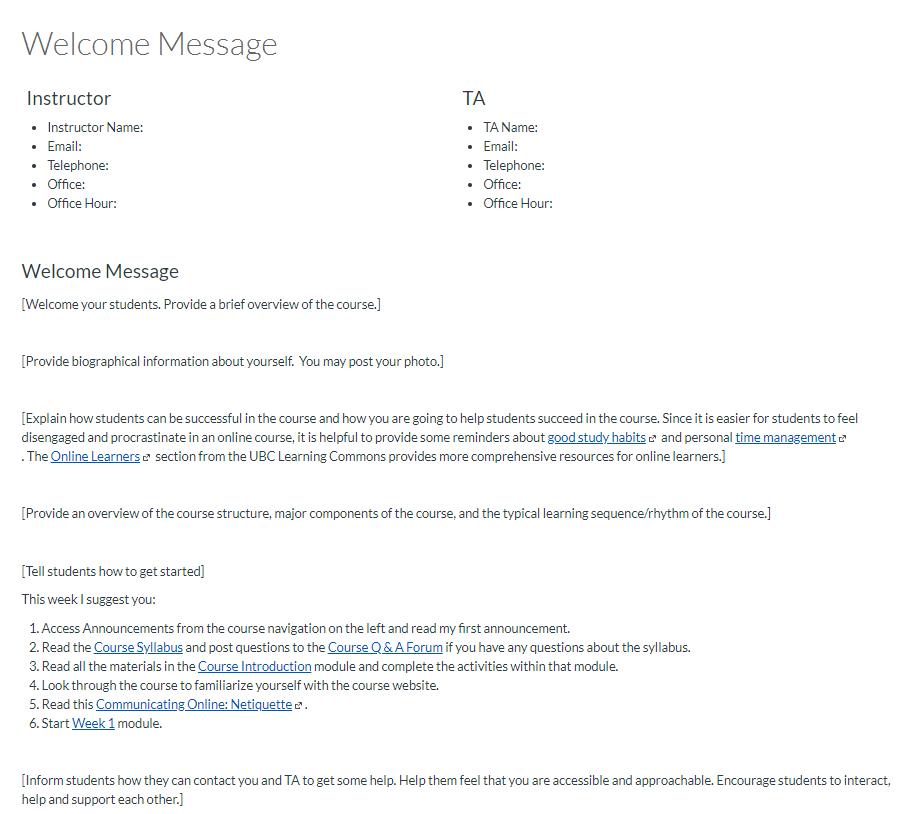 Welcome Message
Instructor
Instructor Name:
Email:
Telephone:
Office:
Office Hour:
TA
TA Name:
Email:
Telephone:
Office:
Office Hour:
Welcome Message
[Welcome your students. Provide a brief overview of the course.]
[Provide biographical information about yourself.  You may post your photo.]
[Explain how students can be successful in the course and how you are going to help students succeed in the course. Since it is easier for students to feel
disengaged and procrastinate in an online course, it is helpful to provide some reminders about good study habits and personal time management
. The Online Learners section from the UBC Learning Commons provides more comprehensive resources for online learners.]
[Provide an overview of the course structure, major components of the course, and the typical learning sequence/rhythm of the course.]
[Tell students how to get started]
This week I suggest you:
1. Access Announcements from the course navigation on the left and read my first announcement.
2. Read the Course Syllabus and post questions to the Course Q & A Forum if you have any questions about the syllabus.
3. Read all the materials in the Course Introduction module and complete the activities within that module.
4. Look through the course to familiarize yourself with the course website.
5. Read this Communicating Online: Netiquette .
6. Start Week 1 module.
[Inform students how they can contact you and TA to get some help. Help them feel that you are accessible and approachable. Encourage students to interact,
help and support each other.]